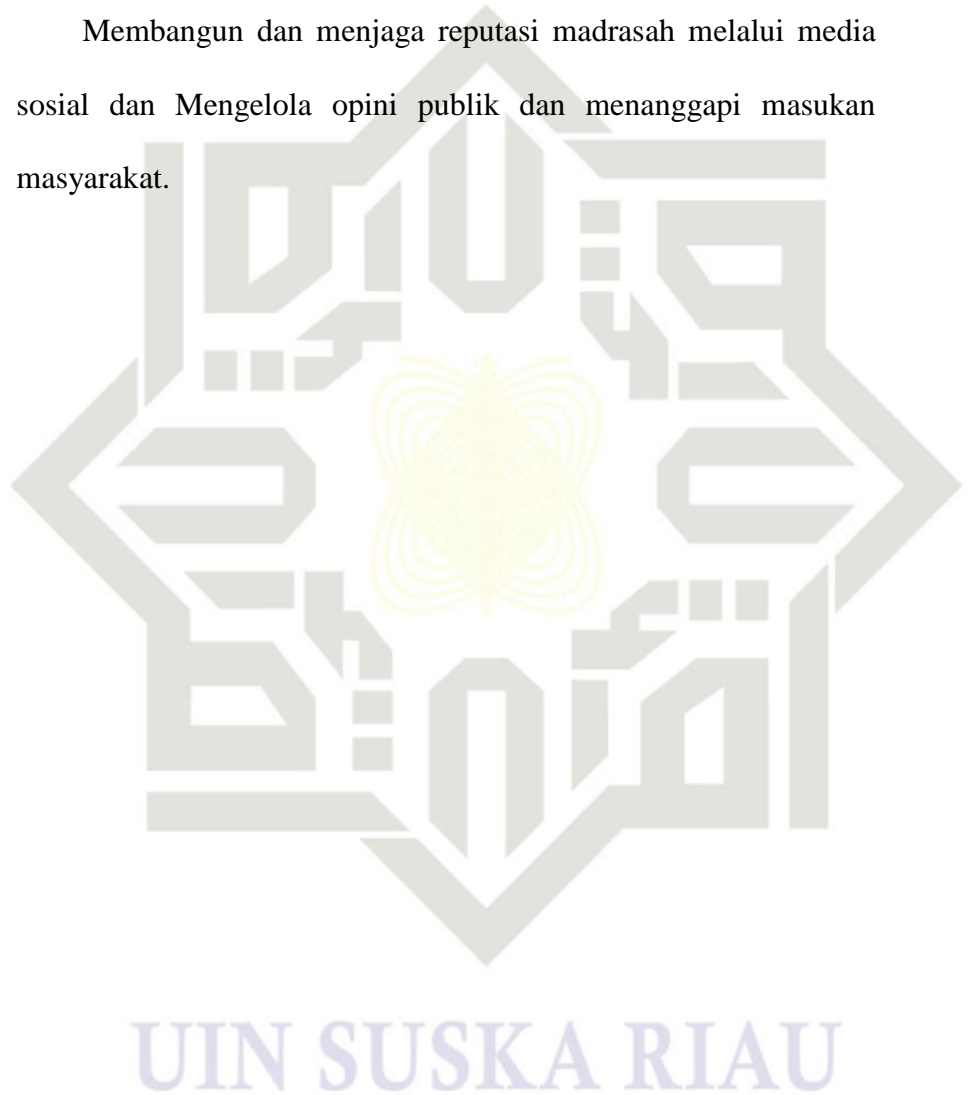 Membangun dan menjaga reputasi madrasah melalui media
sosial dan Mengelola opini publik dan menanggapi masukan
masyarakat.
UIN SUSKA RIAU